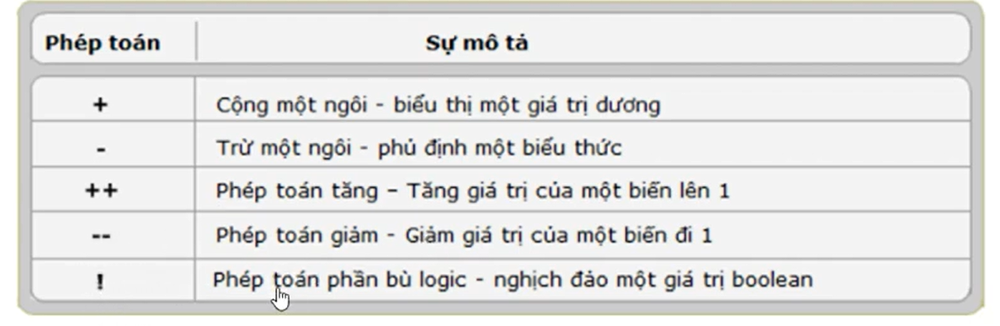 Phép toán Sự mô tả
+ Cộng một ngôi - biểu thị một giá trị dương
- Trừ một ngôi - phủ định một biểu thức
++ Phép toán tăng – Tăng giá trị của một biến lên 1
-- Phép toán giảm - Giảm giá trị của một biến đi 1
! Phép toán phần bù logic - nghịch đảo một giá trị boolean